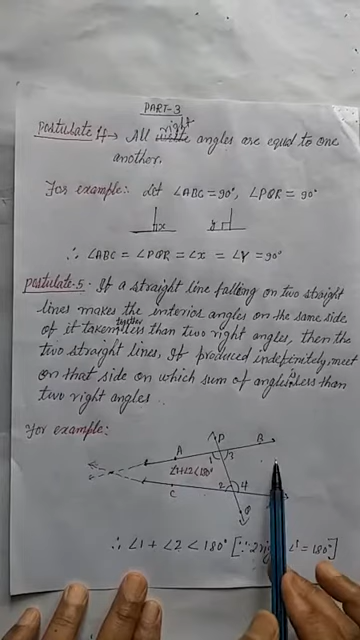 PART-3
Postulate 4→ All right angles are equal to one
another.
For example: Let ∠ABC = 90°, ∠PQR = 90°
x y
∴ ∠ABC = ∠PQR = ∠x = ∠Y = 90°
Postulate-5. If a straight line falling on two straight
lines makes the interior angles on the same side
of it taken together less than two right angles, then the
two straight lines, If produced indefinitely, meet
on that side on which sum of angles is less than
two right angles.
For example:
P B
A 1 3
∠1+∠2<180°
C 2 4
Q
∴ ∠1 + ∠2 < 180° [∵ 2 = 180°]